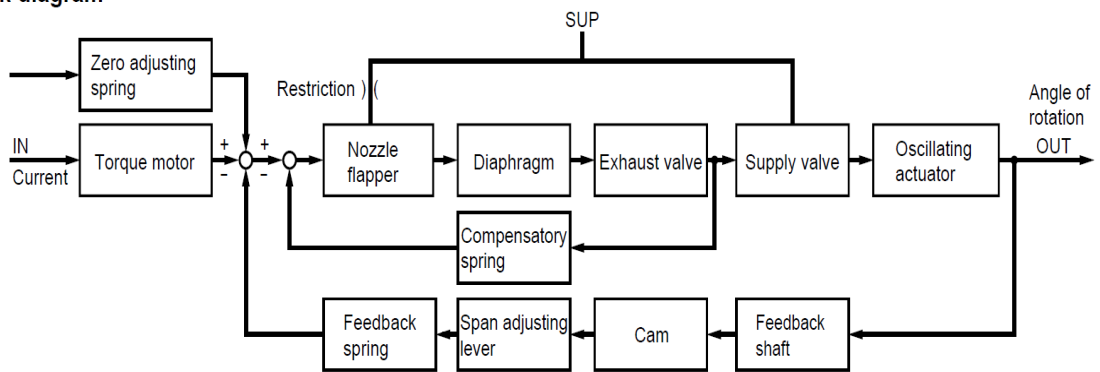 k diagram
SUP
Zero adjusting
spring
Restriction ) (
Angle of
rotation
OUT
IN
Current
Torque motor
+
−
+
−
Nozzle
flapper
Diaphragm
Exhaust valve
Supply valve
Oscillating
actuator
Compensatory
spring
Feedback
spring
Span adjusting
lever
Cam
Feedback
shaft